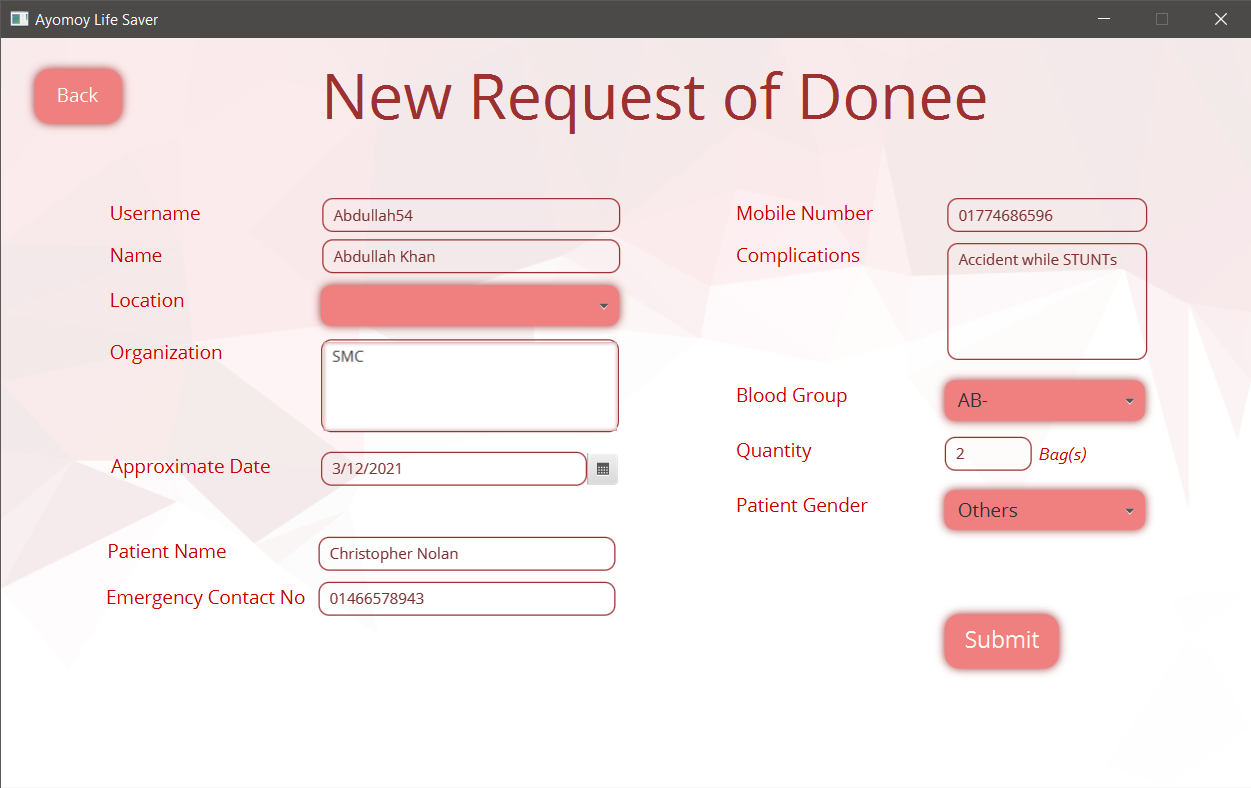 Ayomoy Life Saver
Back
New Request of Donee
Username
Abdullah54
Name
Abdullah Khan
Location
Organization
SMC
Approximate Date
3/12/2021
Patient Name
Christopher Nolan
Emergency Contact No
01466578943
Mobile Number
01774686596
Complications
Accident while STUNTs
Blood Group
AB-
Quantity
2 Bag(s)
Patient Gender
Others
Submit